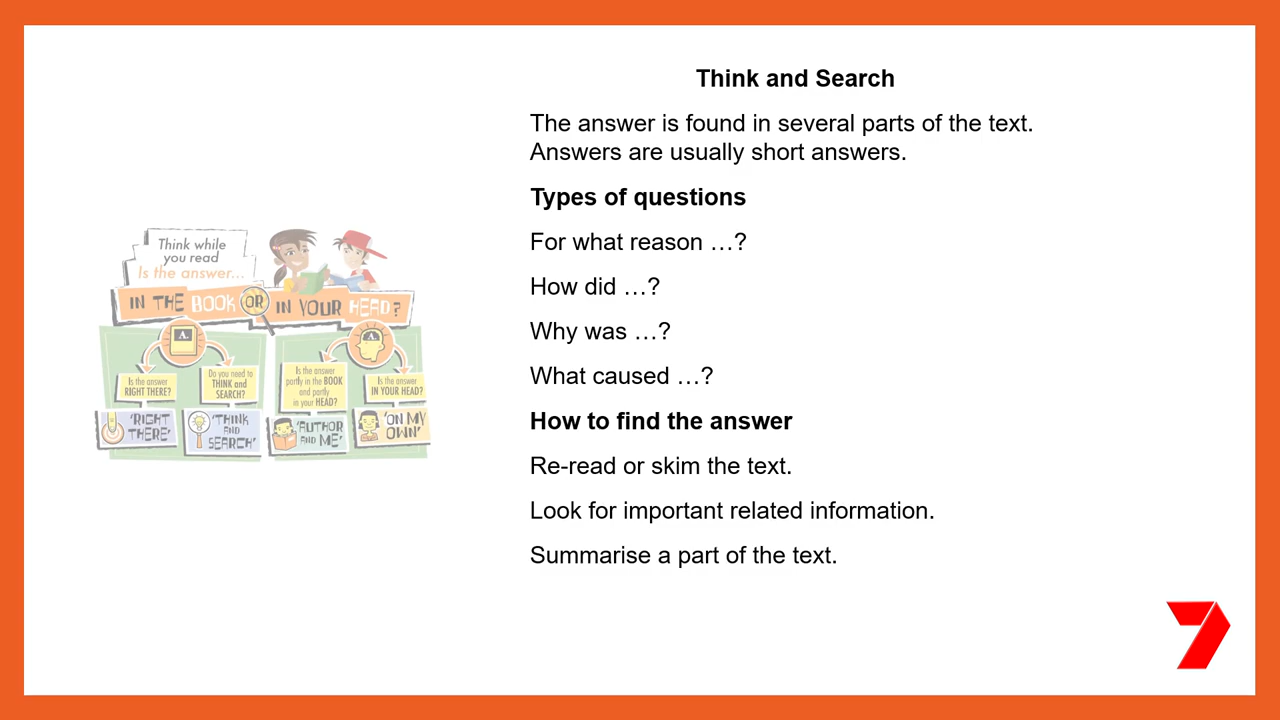 Think and Search
The answer is found in several parts of the text.
Answers are usually short answers.
Types of questions
For what reason …?
How did …?
Why was …?
What caused …?
How to find the answer
Re-read or skim the text.
Look for important related information.
Summarise a part of the text.
Think while
you read
Is the answer...
IN THE BOOK OR IN YOUR HEAD?
A.
A.
Is the answer
RIGHT THERE?
Do you need to
THINK and
SEARCH?
Is the answer
partly in the BOOK
and partly
in your HEAD?
Is the answer
IN YOUR HEAD?
'RIGHT
THERE'
'THINK
AND
SEARCH'
'AUTHOR
AND ME'
'ON MY
OWN'
7